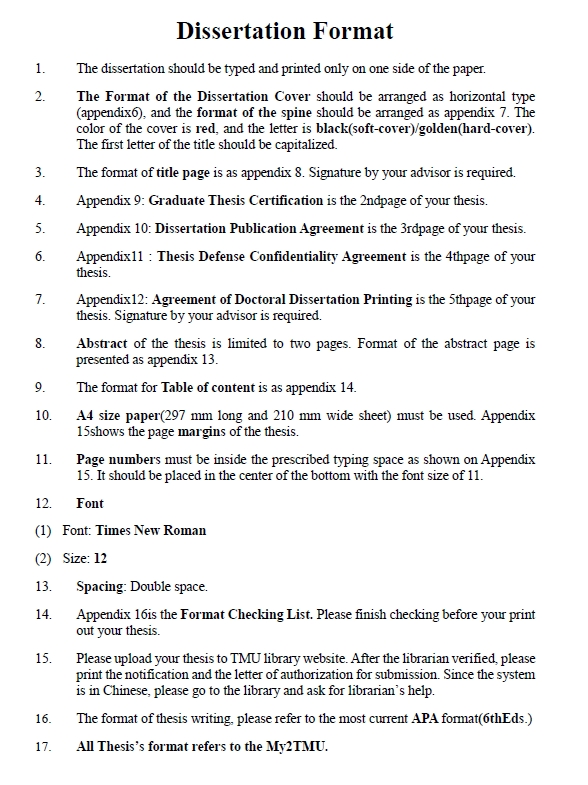 Dissertation Format
1. The dissertation should be typed and printed only on one side of the paper.
2. The Format of the Dissertation Cover should be arranged as horizontal type
(appendix6), and the format of the spine should be arranged as appendix 7. The
color of the cover is red, and the letter is black(soft-cover)/golden(hard-cover).
The first letter of the title should be capitalized.
3. The format of title page is as appendix 8. Signature by your advisor is required.
4. Appendix 9: Graduate Thesis Certification is the 2ndpage of your thesis.
5. Appendix 10: Dissertation Publication Agreement is the 3rdpage of your thesis.
6. Appendix11 : Thesis Defense Confidentiality Agreement is the 4thpage of your
thesis.
7. Appendix12: Agreement of Doctoral Dissertation Printing is the 5thpage of your
thesis. Signature by your advisor is required.
8. Abstract of the thesis is limited to two pages. Format of the abstract page is
presented as appendix 13.
9. The format for Table of content is as appendix 14.
10. A4 size paper(297 mm long and 210 mm wide sheet) must be used. Appendix
15shows the page margins of the thesis.
11. Page numbers must be inside the prescribed typing space as shown on Appendix
15. It should be placed in the center of the bottom with the font size of 11.
12. Font
(1) Font: Times New Roman
(2) Size: 12
13. Spacing: Double space.
14. Appendix 16is the Format Checking List. Please finish checking before your print
out your thesis.
15. Please upload your thesis to TMU library website. After the librarian verified, please
print the notification and the letter of authorization for submission. Since the system
is in Chinese, please go to the library and ask for librarian's help.
16. The format of thesis writing, please refer to the most current APA format(6thEds.)
17. All Thesis's format refers to the My2TMU.